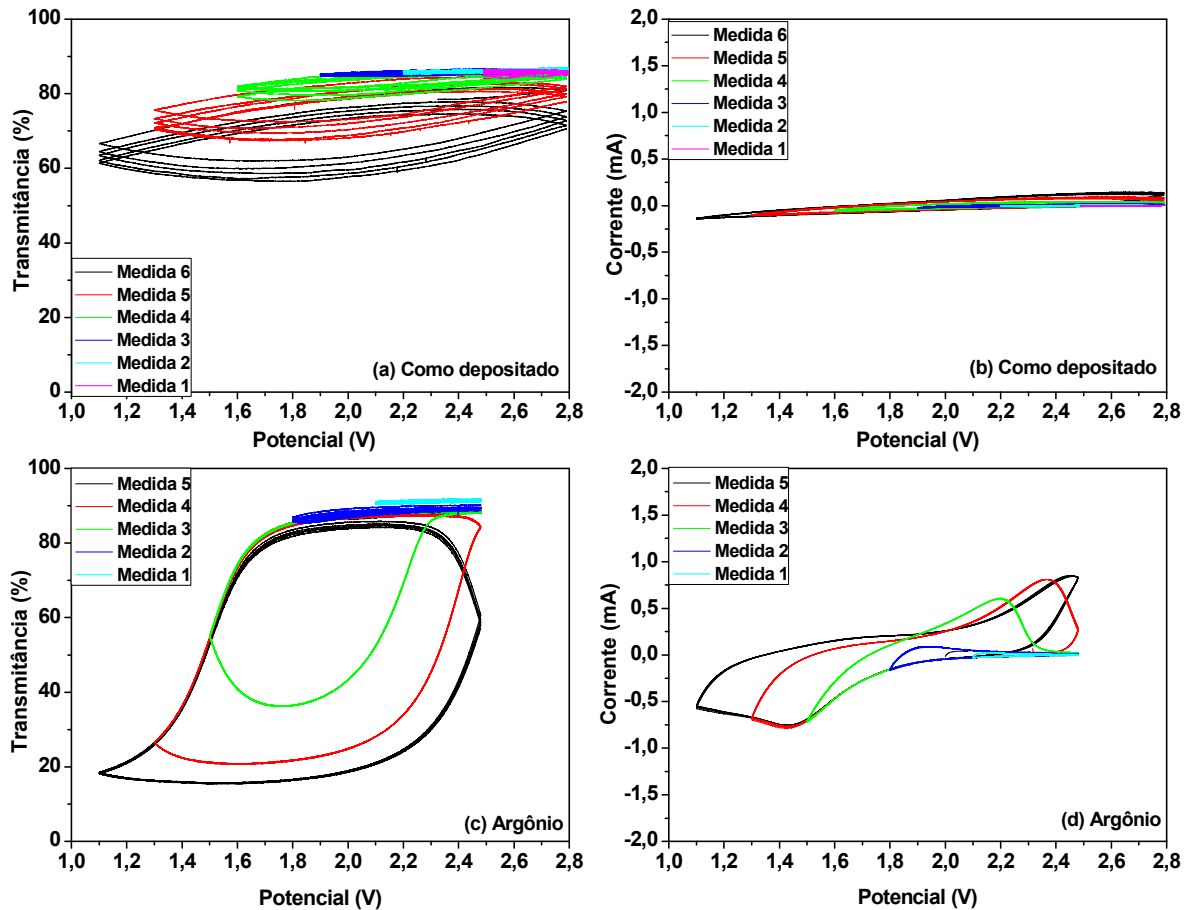 100
80
60
40
20
0
Transmitância (%)
Medida 6
Medida 5
Medida 4
Medida 3
Medida 2
Medida 1
(a) Como depositado
1,0 1,2 1,4 1,6 1,8 2,0 2,2 2,4 2,6 2,8
Potencial (V)
2,0
1,5
1,0
0,5
0,0
-0,5
-1,0
-1,5
-2,0
Corrente (mA)
Medida 6
Medida 5
Medida 4
Medida 3
Medida 2
Medida 1
(b) Como depositado
1,0 1,2 1,4 1,6 1,8 2,0 2,2 2,4 2,6 2,8
Potencial (V)
100
80
60
40
20
0
Transmitância (%)
Medida 5
Medida 4
Medida 3
Medida 2
Medida 1
(c) Argônio
1,0 1,2 1,4 1,6 1,8 2,0 2,2 2,4 2,6 2,8
Potencial (V)
2,0
1,5
1,0
0,5
0,0
-0,5
-1,0
-1,5
-2,0
Corrente (mA)
Medida 5
Medida 4
Medida 3
Medida 2
Medida 1
(d) Argônio
1,0 1,2 1,4 1,6 1,8 2,0 2,2 2,4 2,6 2,8
Potencial (V)